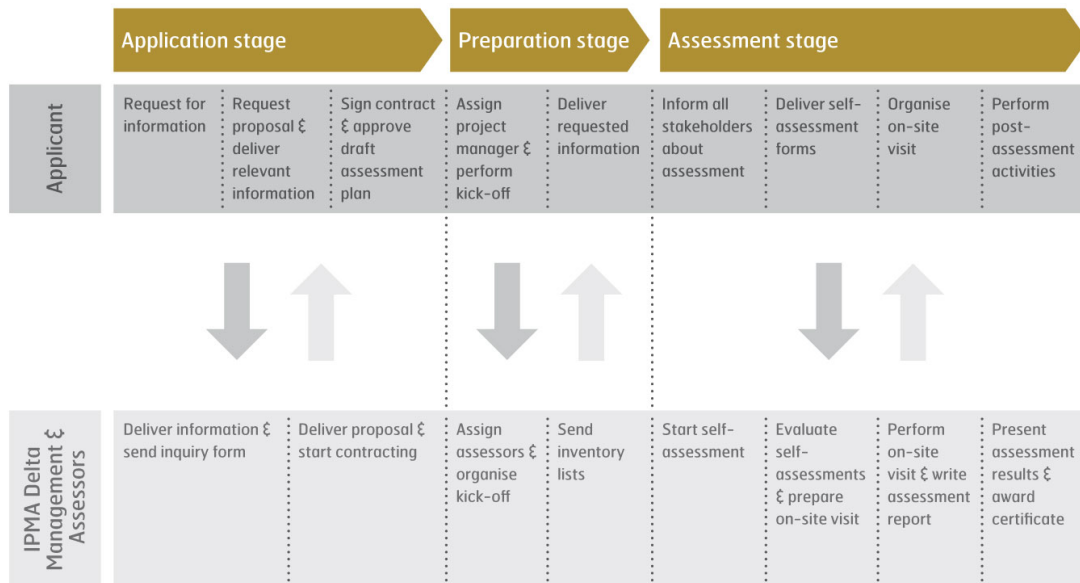 Application stage
Preparation stage
Assessment stage
Applicant
Request for
information
Request
proposal &
deliver
relevant
information
Sign contract
& approve
draft
assessment
plan
Assign
project
manager &
perform
kick-off
Deliver
requested
information
Inform all
stakeholders
about
assessment
Deliver self-
assessment
forms
Organise
on-site
visit
Perform
post-
assessment
activities
IPMA Delta
Management &
Assessors
Deliver information &
send inquiry form
Deliver proposal &
start contracting
Assign
assessors &
organise
kick-off
Send
inventory
lists
Start self-
assessment
Evaluate
self-
assessments
& prepare
on-site visit
Perform
on-site
visit & write
assessment
report
Present
assessment
results &
award
certificate